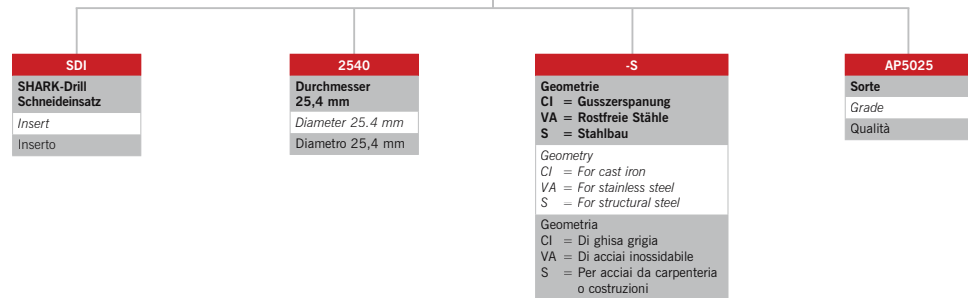 SDI
SHARK-Drill
Schneideinsatz
Insert
Inserto
2540
Durchmesser
25,4 mm
Diameter 25.4 mm
Diametro 25,4 mm
-S
Geometrie
CI = Gusszerspanung
VA = Rostfreie Stähle
S = Stahlbau
Geometry
CI = For cast iron
VA = For stainless steel
S = For structural steel
Geometria
CI = Di ghisa grigia
VA = Di acciai inossidabile
S = Per acciai da carpenteria
o costruzioni
AP5025
Sorte
Grade
Qualità